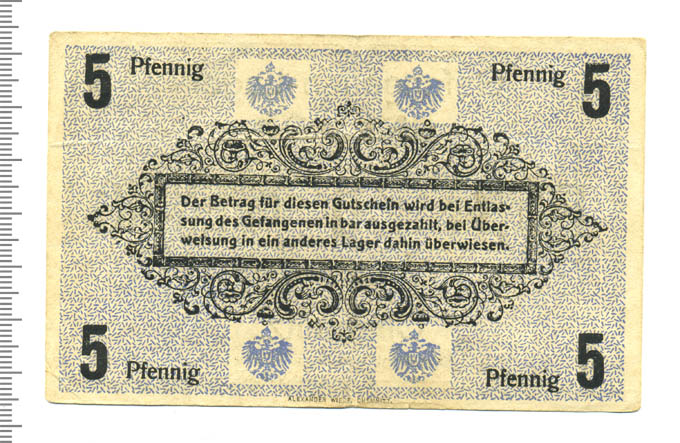 5 Pfennig Pfennig 5
Der Betrag für diesen Gutschein wird bei Entlas-
sung des Gefangenen in bar ausgezahlt, bei Über-
weisung in ein anderes Lager dahin überwiesen.
5 Pfennig Pfennig 5
ALEXANDER